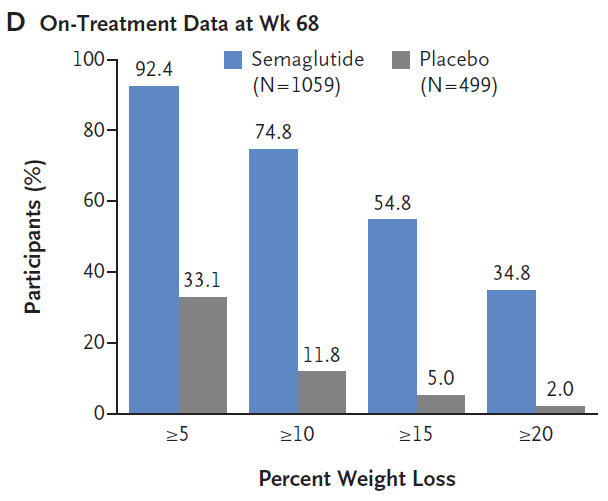 D On-Treatment Data at Wk 68
Semaglutide
(N=1059)
Placebo
(N=499)
Participants (%)
100
80
60
40
20
0
92.4
33.1
74.8
11.8
54.8
5.0
34.8
2.0
≥5
≥10
≥15
≥20
Percent Weight Loss